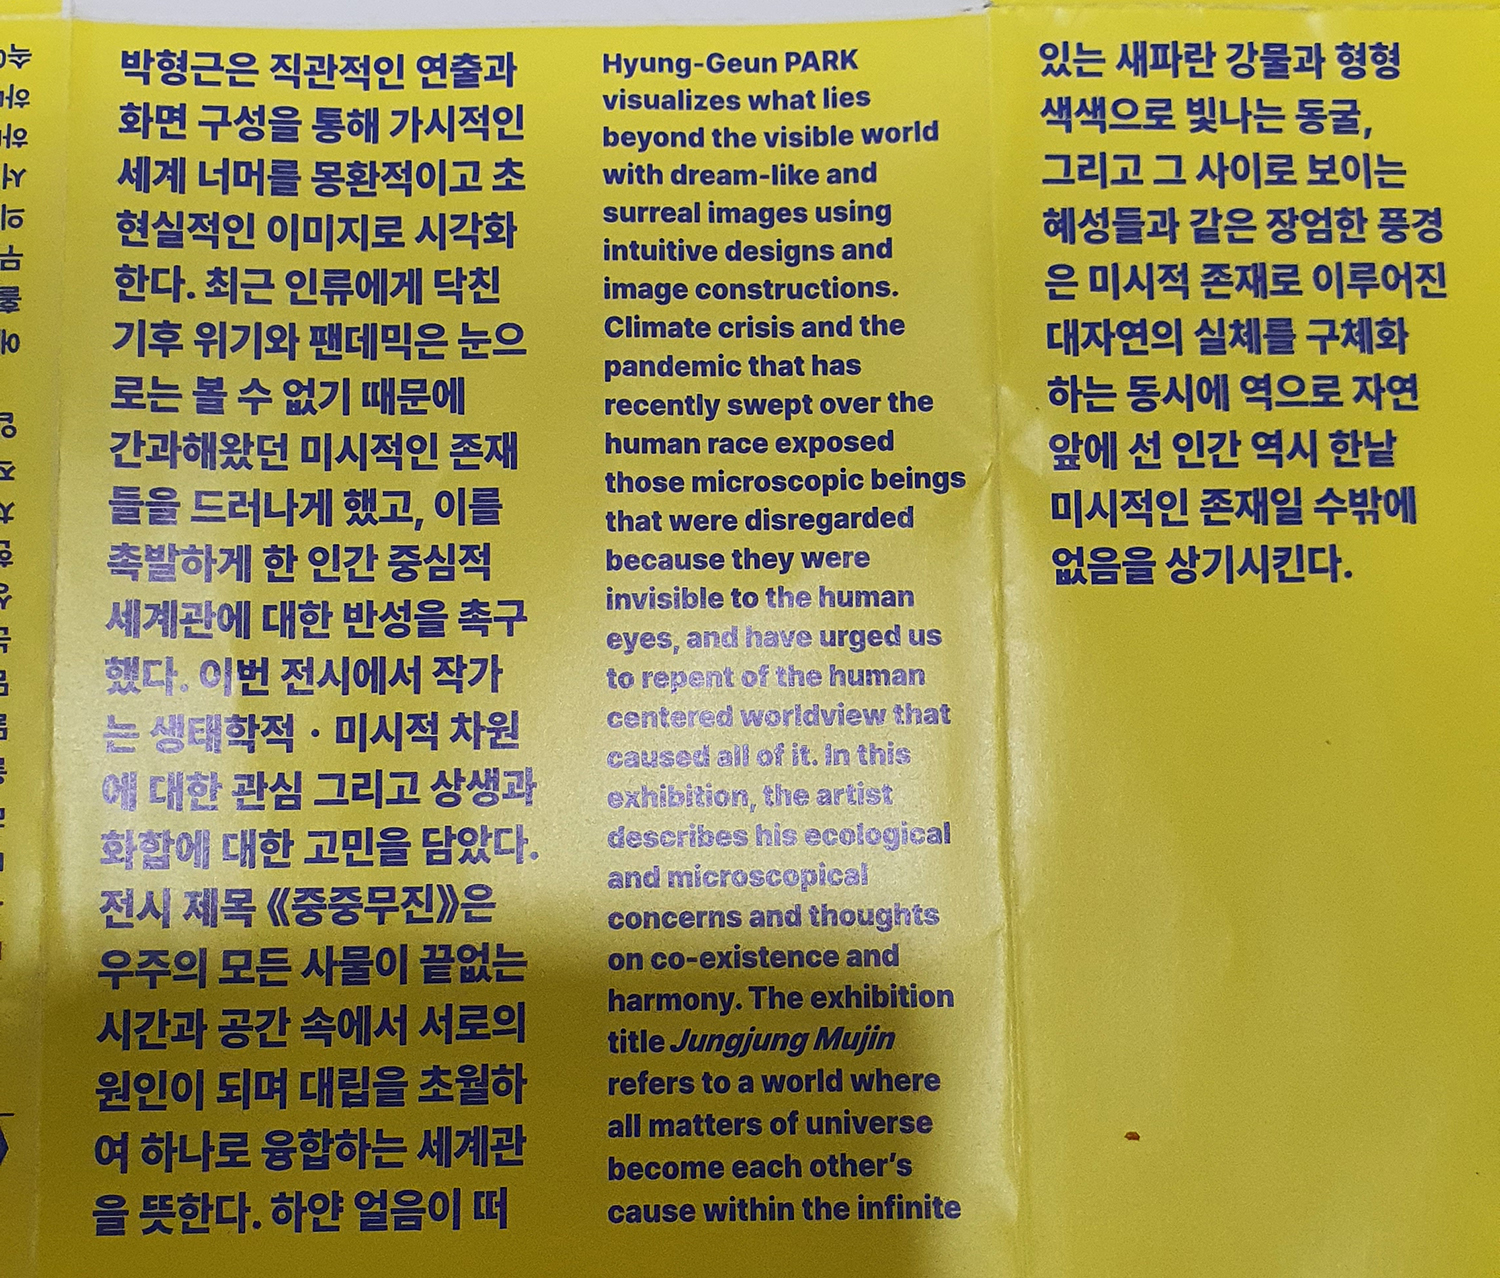 박형근은 직관적인 연출과
화면 구성을 통해 가시적인
세계 너머를 몽환적이고 초
현실적인 이미지로 시각화
한다. 최근 인류에게 닥친
기후 위기와 팬데믹은 눈으
로는 볼 수 없기 때문에
간과해왔던 미시적인 존재
들을 드러나게 했고, 이를
촉발하게 한 인간 중심적
세계관에 대한 반성을 촉구
했다. 이번 전시에서 작가
는 생태학적 · 미시적 차원
에 대한 관심 그리고 상생과
화합에 대한 고민을 담았다.
전시 제목 《중중무진》은
우주의 모든 사물이 끝없는
시간과 공간 속에서 서로의
원인이 되며 대립을 초월하
여 하나로 융합하는 세계관
을 뜻한다. 하얀 얼음이 떠
있는 새파란 강물과 형형
색색으로 빛나는 동굴,
그리고 그 사이로 보이는
혜성들과 같은 장엄한 풍경
은 미시적 존재로 이루어진
대자연의 실체를 구체화
하는 동시에 역으로 자연
앞에 선 인간 역시 한낱
미시적인 존재일 수밖에
없음을 상기시킨다.
Hyung-Geun PARK
visualizes what lies
beyond the visible world
with dream-like and
surreal images using
intuitive designs and
image constructions.
Climate crisis and the
pandemic that has
recently swept over the
human race exposed
those microscopic beings
that were disregarded
because they were
invisible to the human
eyes, and have urged us
to repent of the human
centered worldview that
caused all of it. In this
exhibition, the artist
describes his ecological
and microscopical
concerns and thoughts
on co-existence and
harmony. The exhibition
title Jungjung Mujin
refers to a world where
all matters of universe
become each other's
cause within the infinite